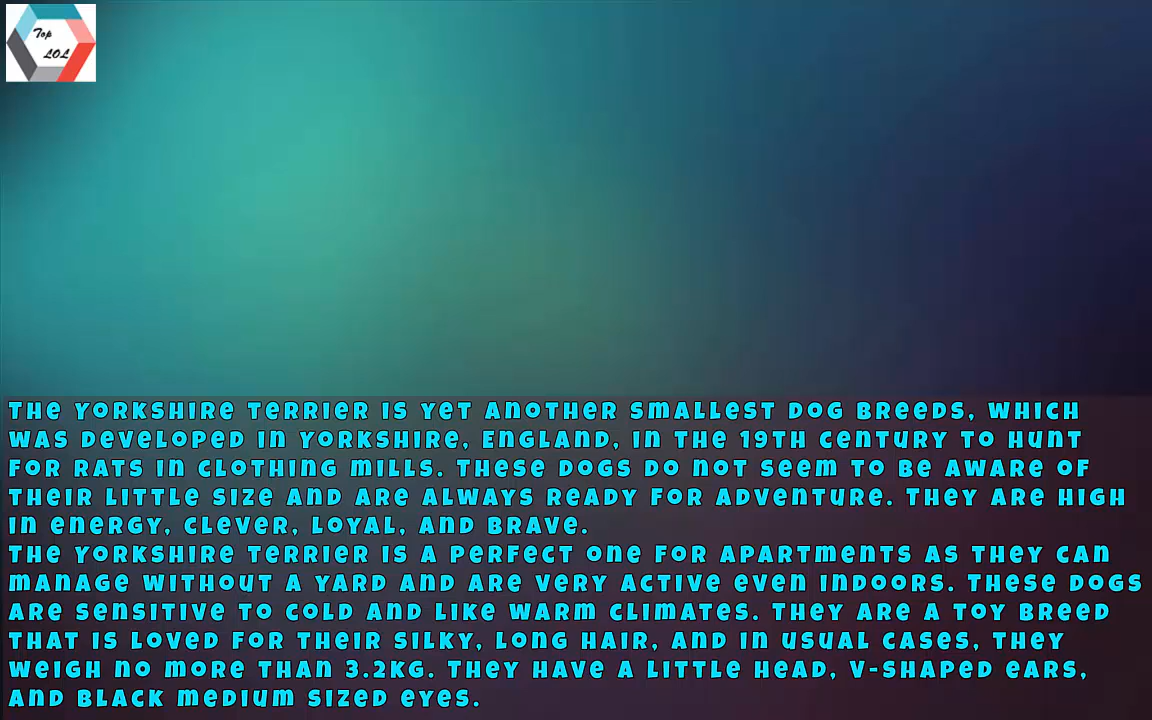 Top
LOL
THE YORKSHIRE TERRIER IS YET ANOTHER SMALLEST DOG BREEDS, WHICH
WAS DEVELOPED IN YORKSHIRE, ENGLAND, IN THE 19TH CENTURY TO HUNT
FOR RATS IN CLOTHING MILLS. THESE DOGS DO NOT SEEM TO BE AWARE OF
THEIR LITTLE SIZE AND ARE ALWAYS READY FOR ADVENTURE. THEY ARE HIGH
IN ENERGY, CLEVER, LOYAL, AND BRAVE.
THE YORKSHIRE TERRIER IS A PERFECT ONE FOR APARTMENTS AS THEY CAN
MANAGE WITHOUT A YARD AND ARE VERY ACTIVE EVEN INDOORS. THESE DOGS
ARE SENSITIVE TO COLD AND LIKE WARM CLIMATES. THEY ARE A TOY BREED
THAT IS LOVED FOR THEIR SILKY, LONG HAIR, AND IN USUAL CASES, THEY
WEIGH NO MORE THAN 3.2KG. THEY HAVE A LITTLE HEAD, V-SHAPED EARS,
AND BLACK MEDIUM SIZED EYES.